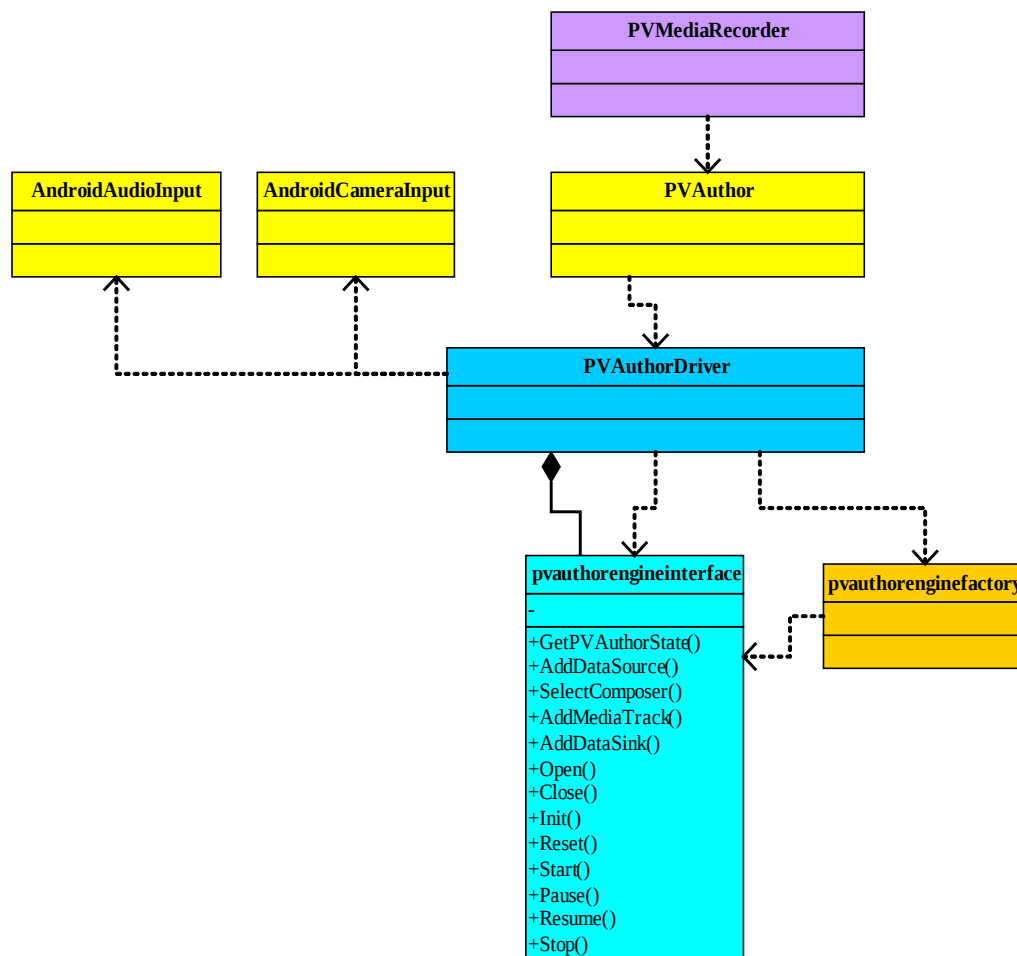 PVMediaRecorder
AndroidAudioInput
AndroidCameraInput
PVAuthor
PVAuthorDriver
pvauthorengineinterface
-
+GetPVAuthorState()
+AddDataSource()
+SelectComposer()
+AddMediaTrack()
+AddDataSink()
+Open()
+Close()
+Init()
+Reset()
+Start()
+Pause()
+Resume()
+Stop()
pvauthorenginefactory